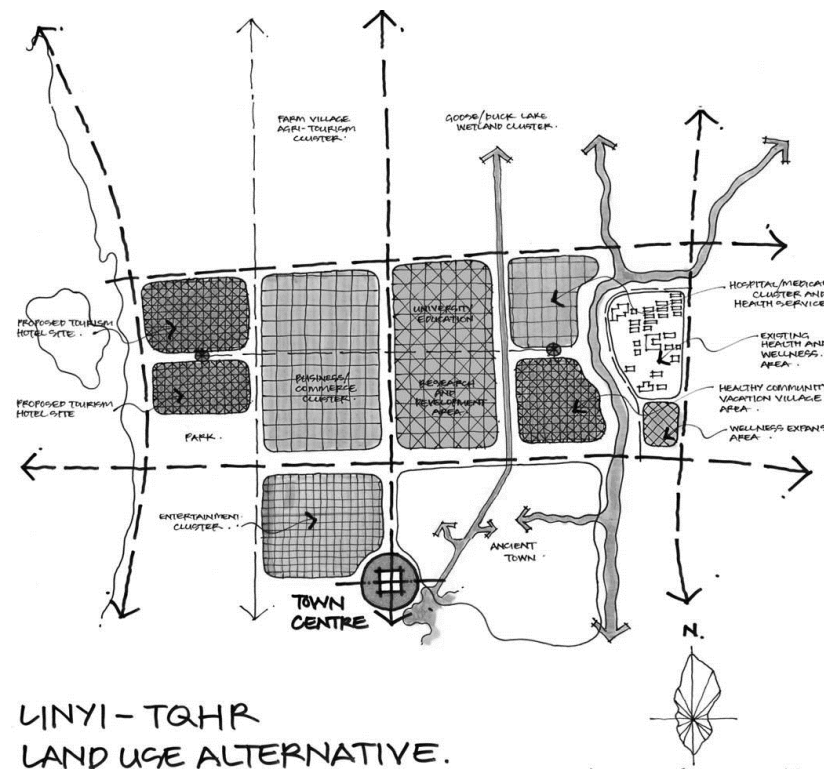 FARM VILLAGE
AGRI-TOURISM
CLUSTER.
GOOSE/DUCK LAKE
WETLAND CLUSTER.
HOSPITAL/MEDICAL
CLUSTER AND
HEALTH SERVICE
UNIVERSITY
EDUCATION
PROPOSED TOURISM
HOTEL SITE.
EXISTING
HEALTH AND
WELLNESS
AREA.
BUSINESS/
COMMERCE
CLUSTER.
RESEARCH
AND
DEVELOPMENT
AREA.
HEALTHY COMMUNITY
VACATION VILLAGE
AREA.
PROPOSED TOURISM
HOTEL SITE
PARK.
WELLNESS EXPANS
AREA.
ENTERTAINMENT
CLUSTER.
ANCIENT
TOWN.
TOWN
CENTRE
N.
LINYI - TQHR
LAND USE ALTERNATIVE.